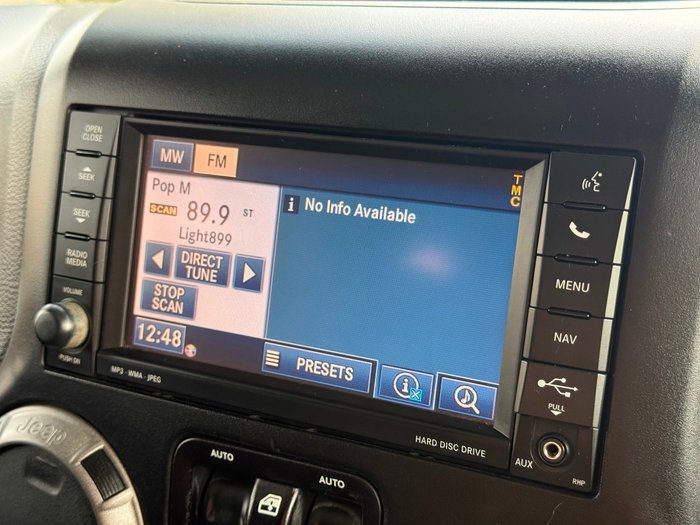 OPEN
CLOSE
SEEK
SEEK
RADIO
MEDIA
VOLUME
PUSH ON
MW
FM
Pop M
SCAN
89.9
ST
Light899
DIRECT
TUNE
STOP
SCAN
12:48
i
No Info Available
TMC
PRESETS
i
MP3 · WMA · JPEG
HARD DISC DRIVE
MENU
NAV
PULL
AUX
RHP
Jeep
AUTO
AUTO